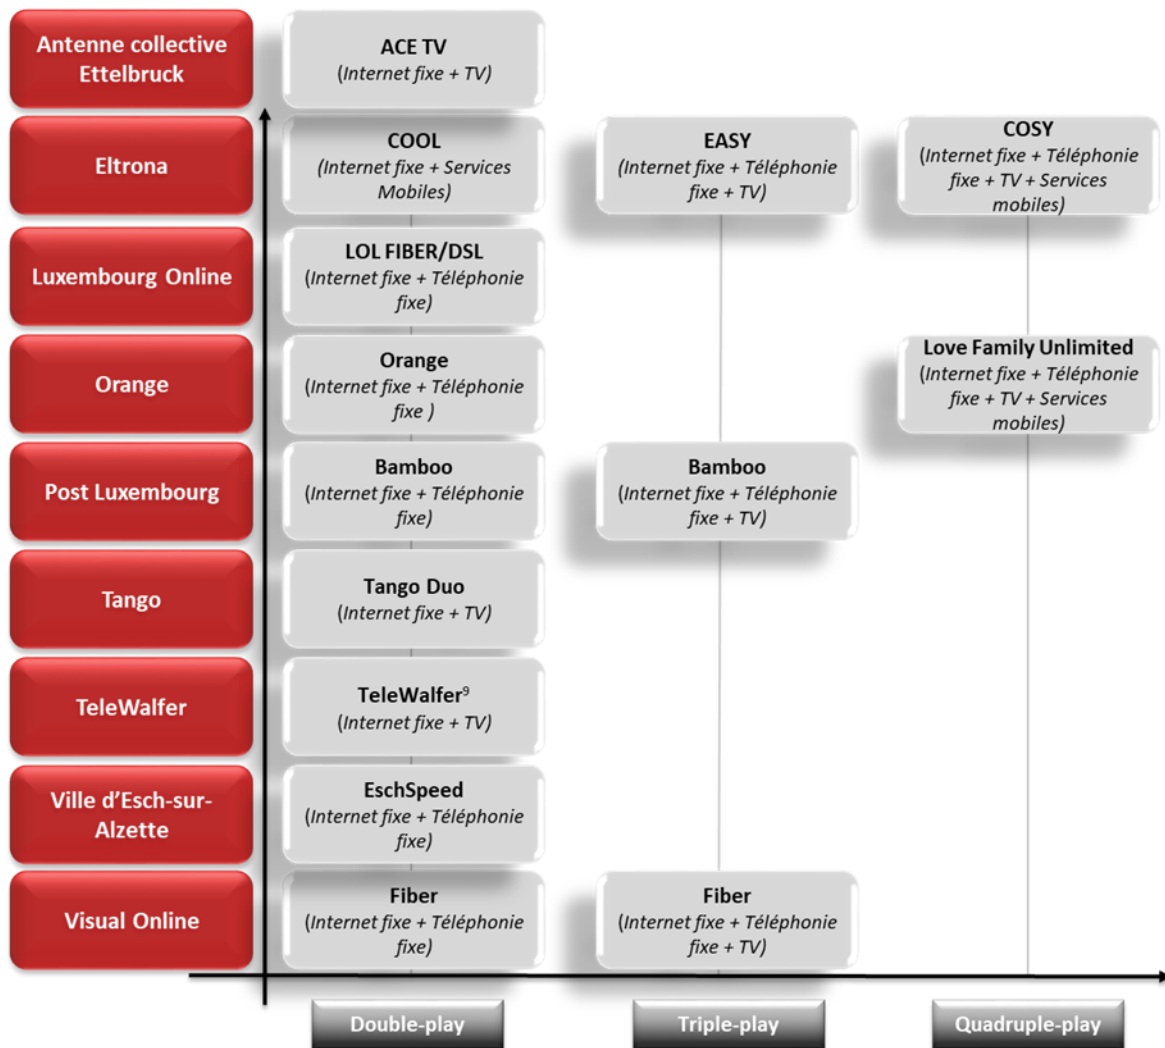 Antenne collective
Ettelbruck
ACE TV
(Internet fixe + TV)
Eltrona
COOL
(Internet fixe + Services
Mobiles)
EASY
(Internet fixe + Téléphonie
fixe + TV)
COSY
(Internet fixe + Téléphonie
fixe + TV + Services
mobiles)
Luxembourg Online
LOL FIBER/DSL
(Internet fixe + Téléphonie
fixe)
Orange
Orange
(Internet fixe + Téléphonie
fixe )
Love Family Unlimited
(Internet fixe + Téléphonie
fixe + TV + Services
mobiles)
Post Luxembourg
Bamboo
(Internet fixe + Téléphonie
fixe)
Bamboo
(Internet fixe + Téléphonie
fixe + TV)
Tango
Tango Duo
(Internet fixe + TV)
TeleWalfer
TeleWalfer⁹
(Internet fixe + TV)
Ville d’Esch-sur-
Alzette
EschSpeed
(Internet fixe + Téléphonie
fixe)
Visual Online
Fiber
(Internet fixe + Téléphonie
fixe)
Fiber
(Internet fixe + Téléphonie
fixe + TV)
Double-play
Triple-play
Quadruple-play